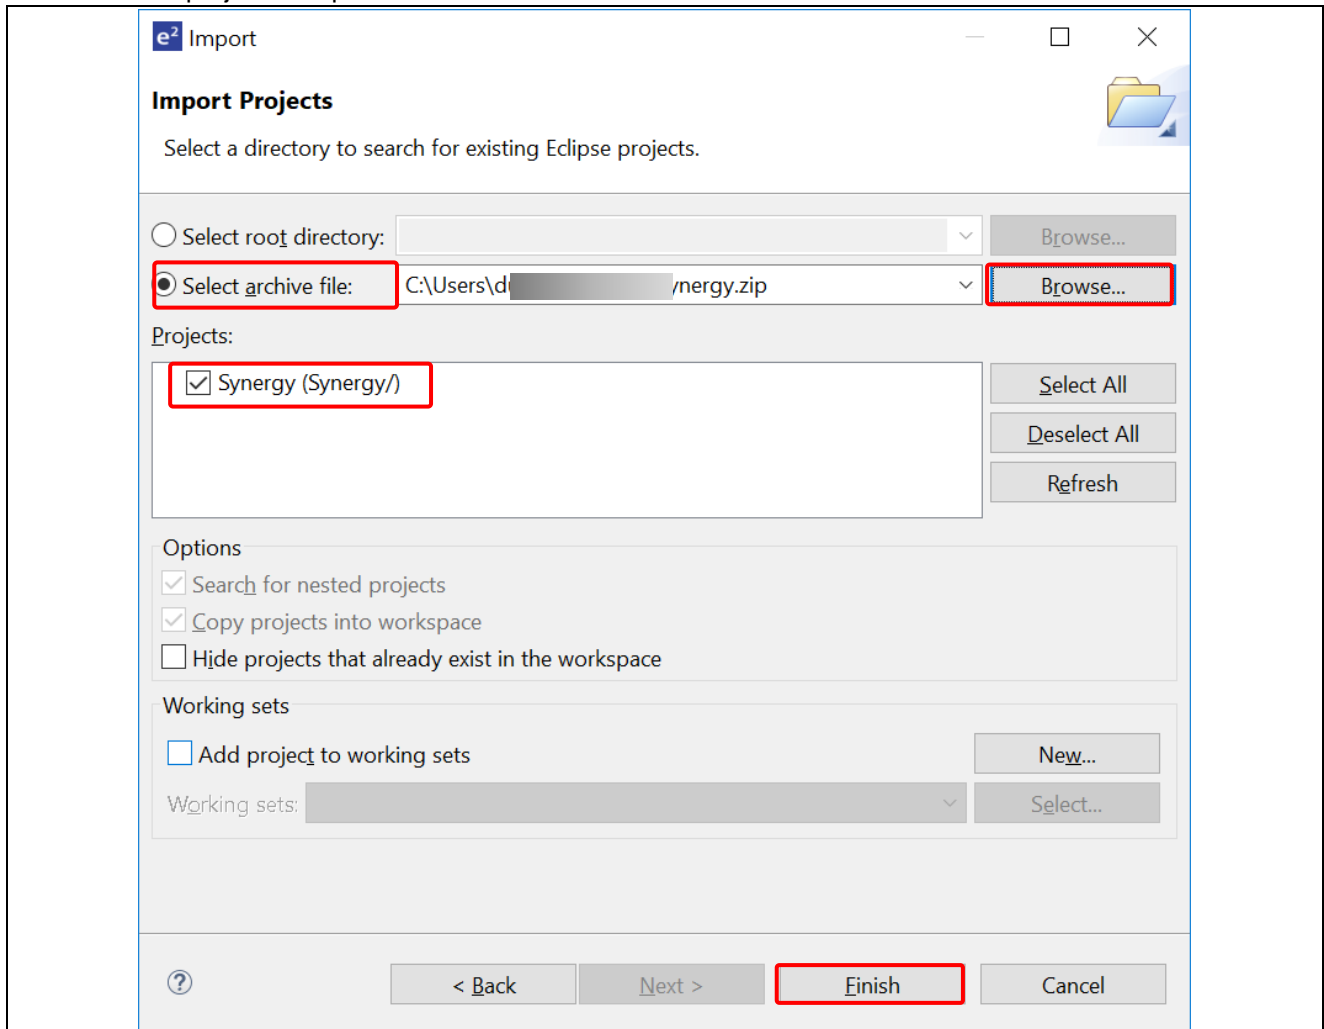 e² Import
Import Projects
Select a directory to search for existing Eclipse projects.
Select root directory:
Browse...
Select archive file: C:\Users\d ynergy.zip
Browse...
Projects:
Synergy (Synergy/)
Select All
Deselect All
Refresh
Options
Search for nested projects
Copy projects into workspace
Hide projects that already exist in the workspace
Working sets
Add project to working sets
New...
Working sets:
Select...
? < Back Next > Finish Cancel